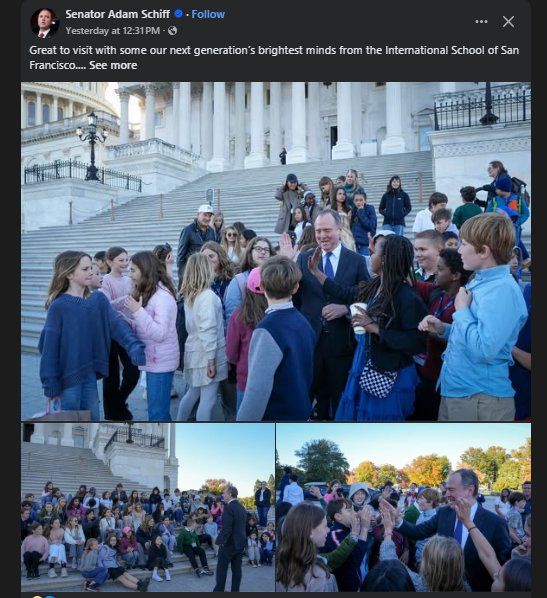 Senator Adam Schiff · Follow
Yesterday at 12:31 PM ·
Great to visit with some our next generation's brightest minds from the International School of San
Francisco.... See more